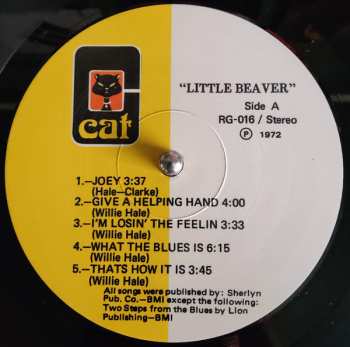 cat
"LITTLE BEAVER"
Side A
RG-016 / Stereo
Ⓟ 1972
1.—JOEY 3:37
(Hale-Clarke)
2.—GIVE A HELPING HAND 4:00
(Willie Hale)
3.—I'M LOSIN' THE FEELIN 3:33
(Willie Hale)
4.—WHAT THE BLUES IS 6:15
(Willie Hale)
5.—THATS HOW IT IS 3:45
(Willie Hale)
All songs were published by: Sherlyn
Pub. Co.—BMI except the following:
Two Steps from the Blues by Lion
Publishing—BMI